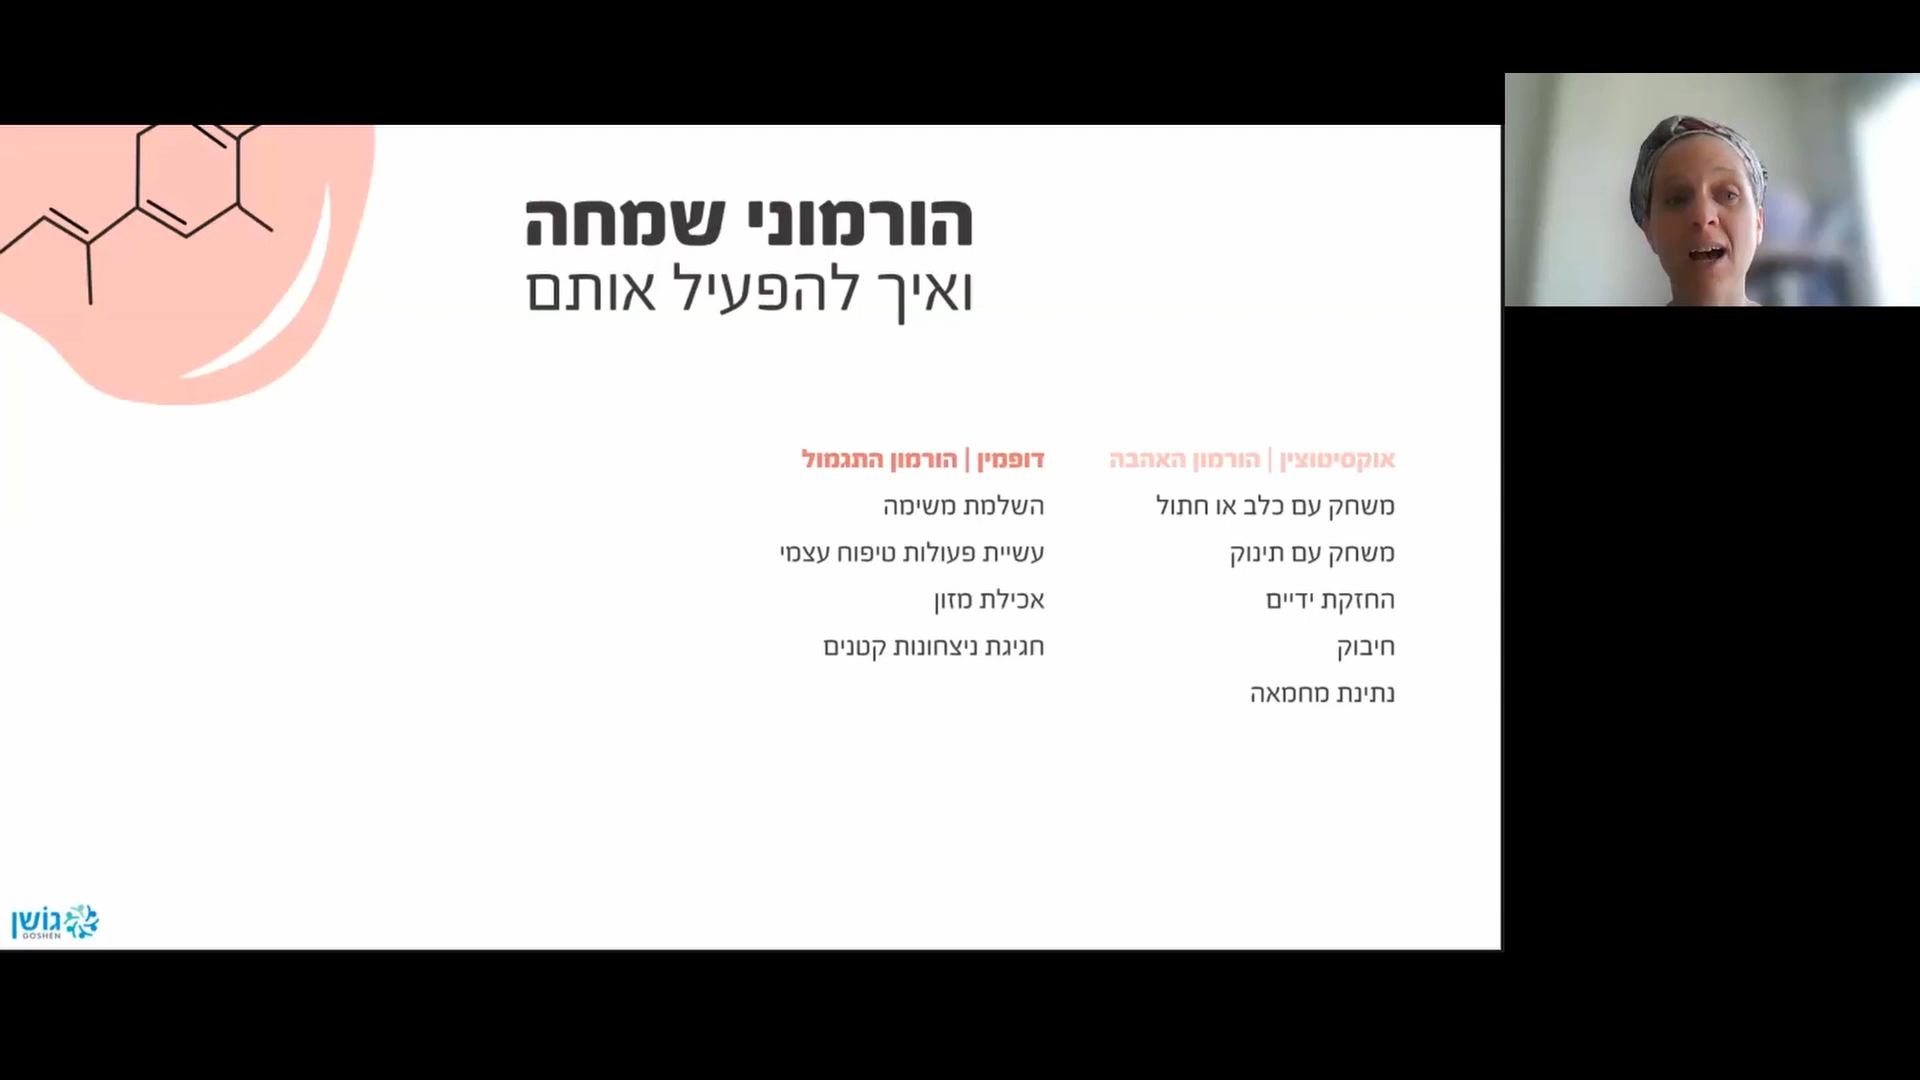 הורמוני שמחה
ואיך להפעיל אותם
אוקסיטוצין | הורמון האהבה
משחק עם כלב או חתול
משחק עם תינוק
החזקת ידיים
חיבוק
נתינת מחמאה
דופמין | הורמון התגמול
השלמת משימה
עשיית פעולות טיפוח עצמי
אכילת מזון
חגיגת ניצחונות קטנים
גושן
GOSHEN